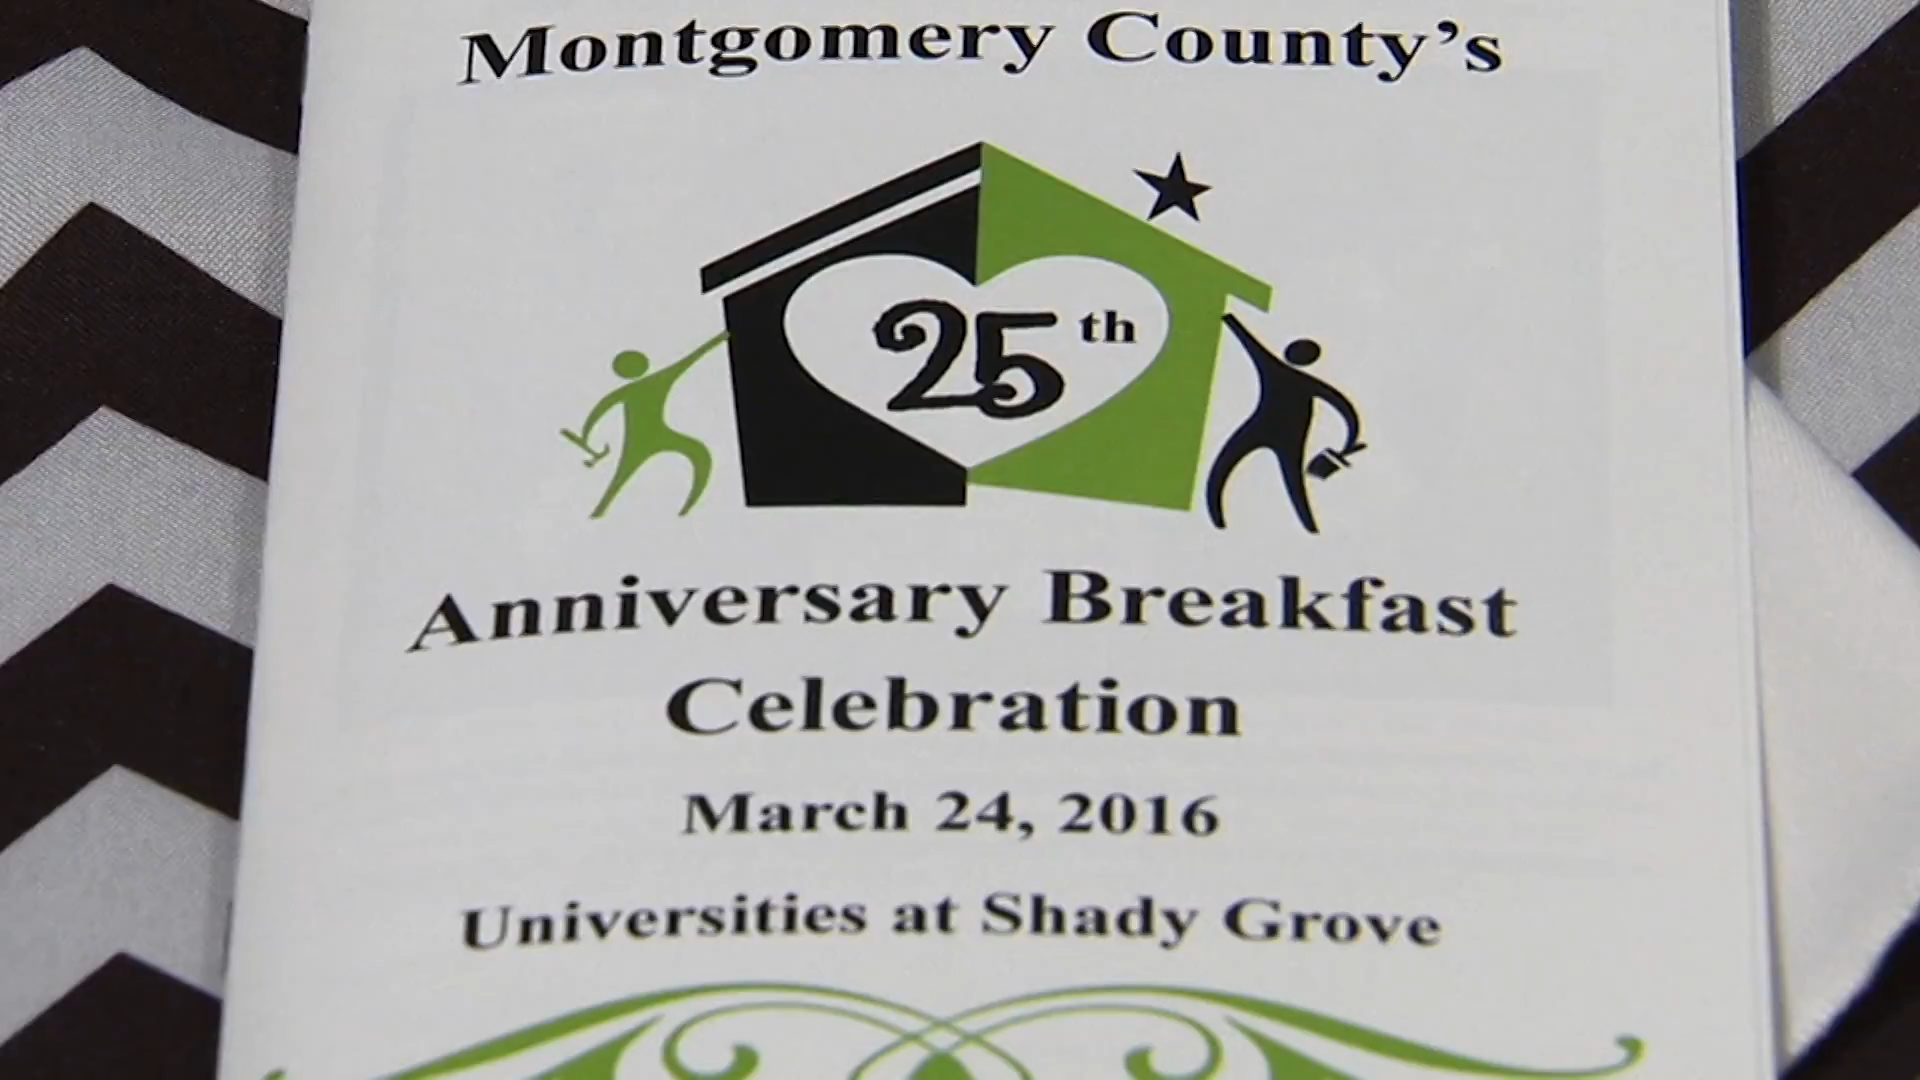 Montgomery County’s
25th
Anniversary Breakfast
Celebration
March 24, 2016
Universities at Shady Grove